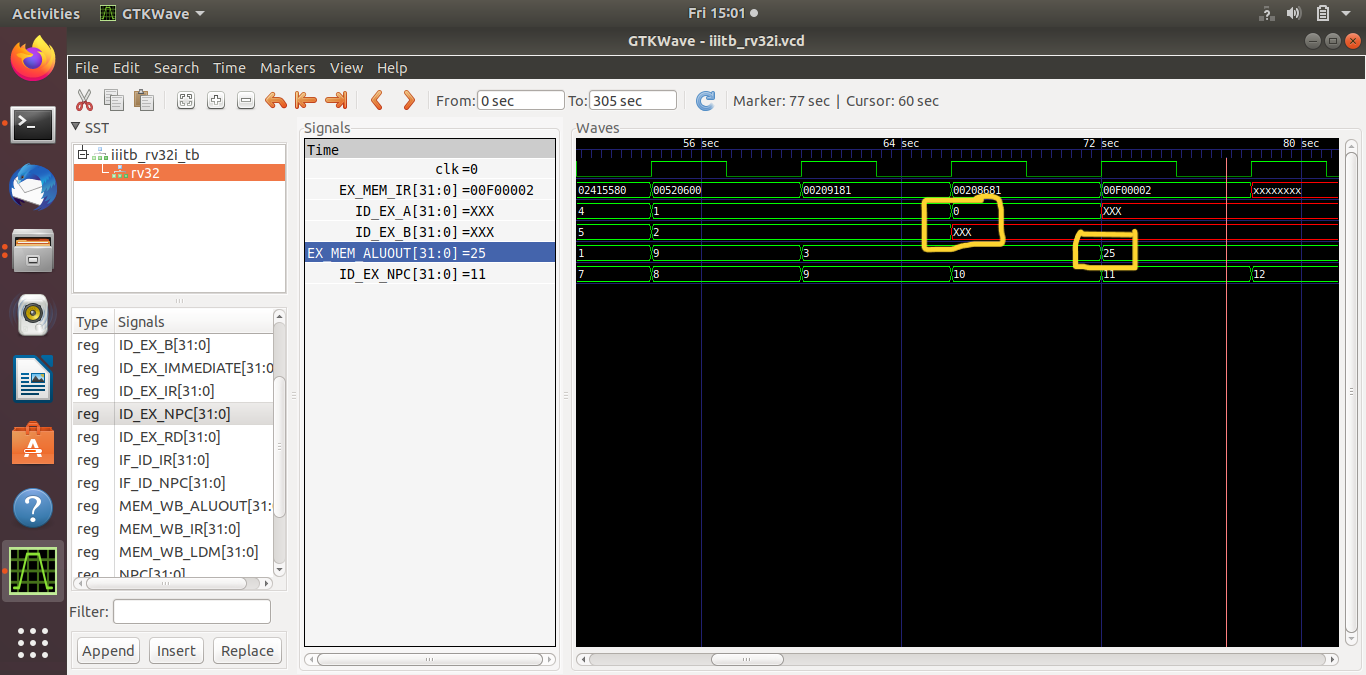 Activities GTKWave Fri 15:01
GTKWave - iiitb_rv32i.vcd
File Edit Search Time Markers View Help
From: 0 sec To: 305 sec Marker: 77 sec | Cursor: 60 sec
SST
iiitb_rv32i_tb
rv32
Type Signals
reg ID_EX_B[31:0]
reg ID_EX_IMMEDIATE[31:0
reg ID_EX_IR[31:0]
reg ID_EX_NPC[31:0]
reg ID_EX_RD[31:0]
reg IF_ID_IR[31:0]
reg IF_ID_NPC[31:0]
reg MEM_WB_ALUOUT[31:
reg MEM_WB_IR[31:0]
reg MEM_WB_LDM[31:0]
reg NPC[31:0]
Filter:
Append Insert Replace
Signals
Time
clk =0
EX_MEM_IR[31:0] =00F00002
ID_EX_A[31:0] =XXX
ID_EX_B[31:0] =XXX
EX_MEM_ALUOUT[31:0] =25
ID_EX_NPC[31:0] =11
Waves
56 sec 64 sec 72 sec 80 sec
02415580 00520600 00209181 00208681 00F00002 xxxxxxxx
4 1 0 XXX
5 2 XXX
1 9 3 25
7 8 9 10 11 12